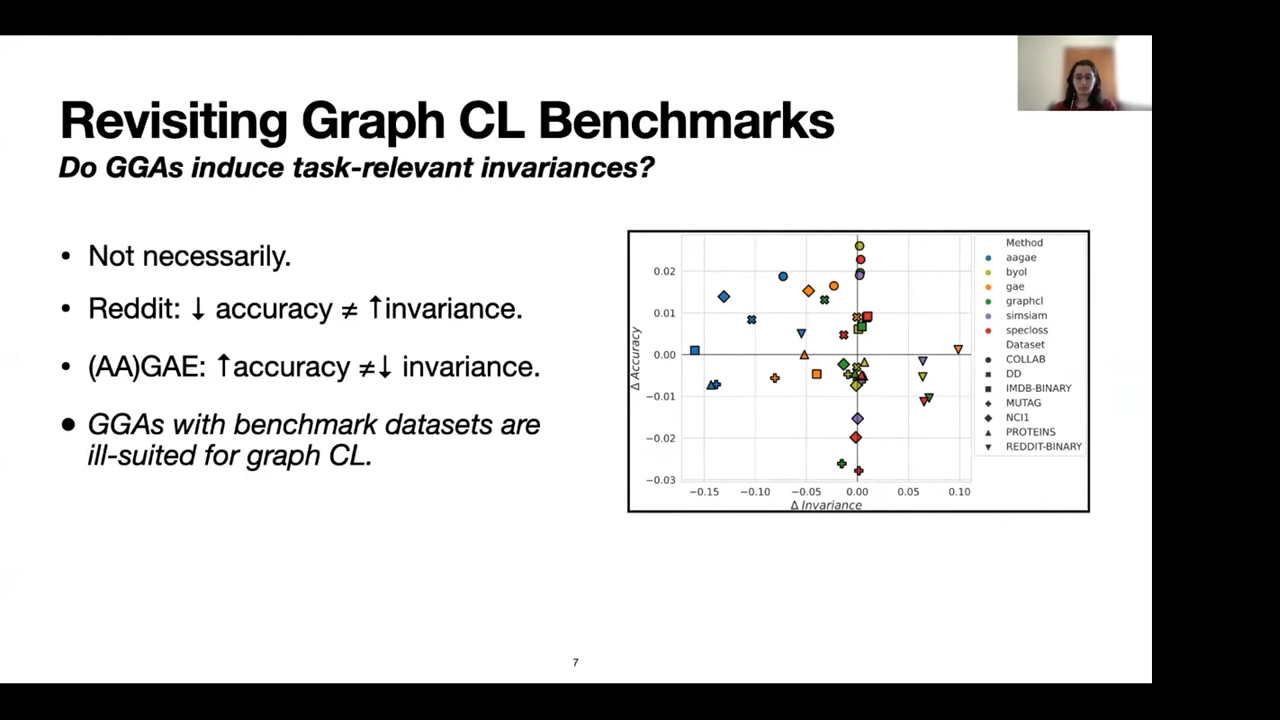 Revisiting Graph CL Benchmarks
Do GGAs induce task-relevant invariances?
• Not necessarily.
• Reddit: ↓ accuracy ≠ ↑invariance.
• (AA)GAE: ↑accuracy ≠↓ invariance.
• GGAs with benchmark datasets are
ill-suited for graph CL.
0.02
0.01
0.00
−0.01
−0.02
−0.03
Δ Accuracy
−0.15 −0.10 −0.05 0.00 0.05 0.10
Δ Invariance
Method
aagae
byol
gae
graphcl
simsiam
specloss
Dataset
COLLAB
DD
IMDB-BINARY
MUTAG
NCI1
PROTEINS
REDDIT-BINARY
7